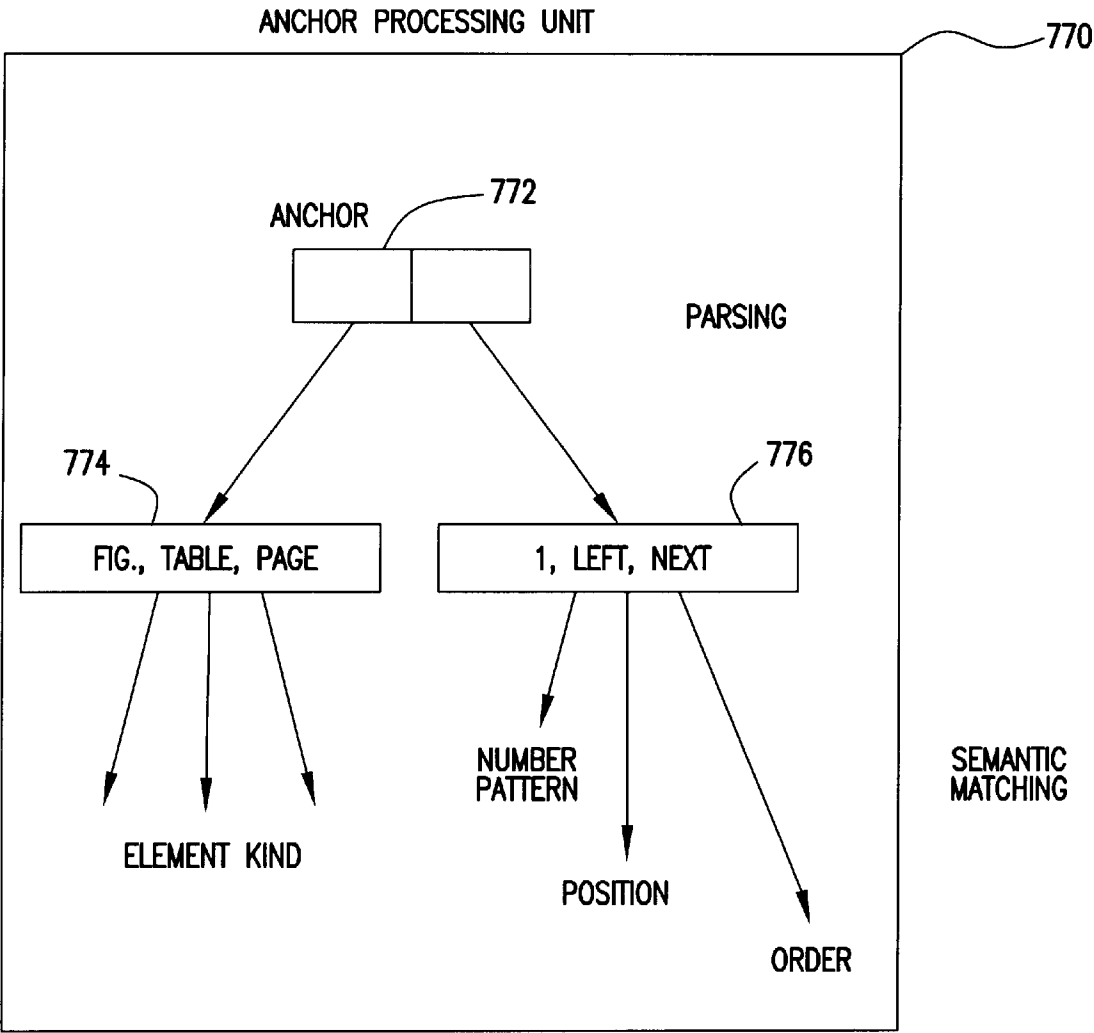 ANCHOR PROCESSING UNIT
770
772
ANCHOR
PARSING
774
776
FIG., TABLE, PAGE
1, LEFT, NEXT
NUMBER
PATTERN
SEMANTIC
MATCHING
ELEMENT KIND
POSITION
ORDER